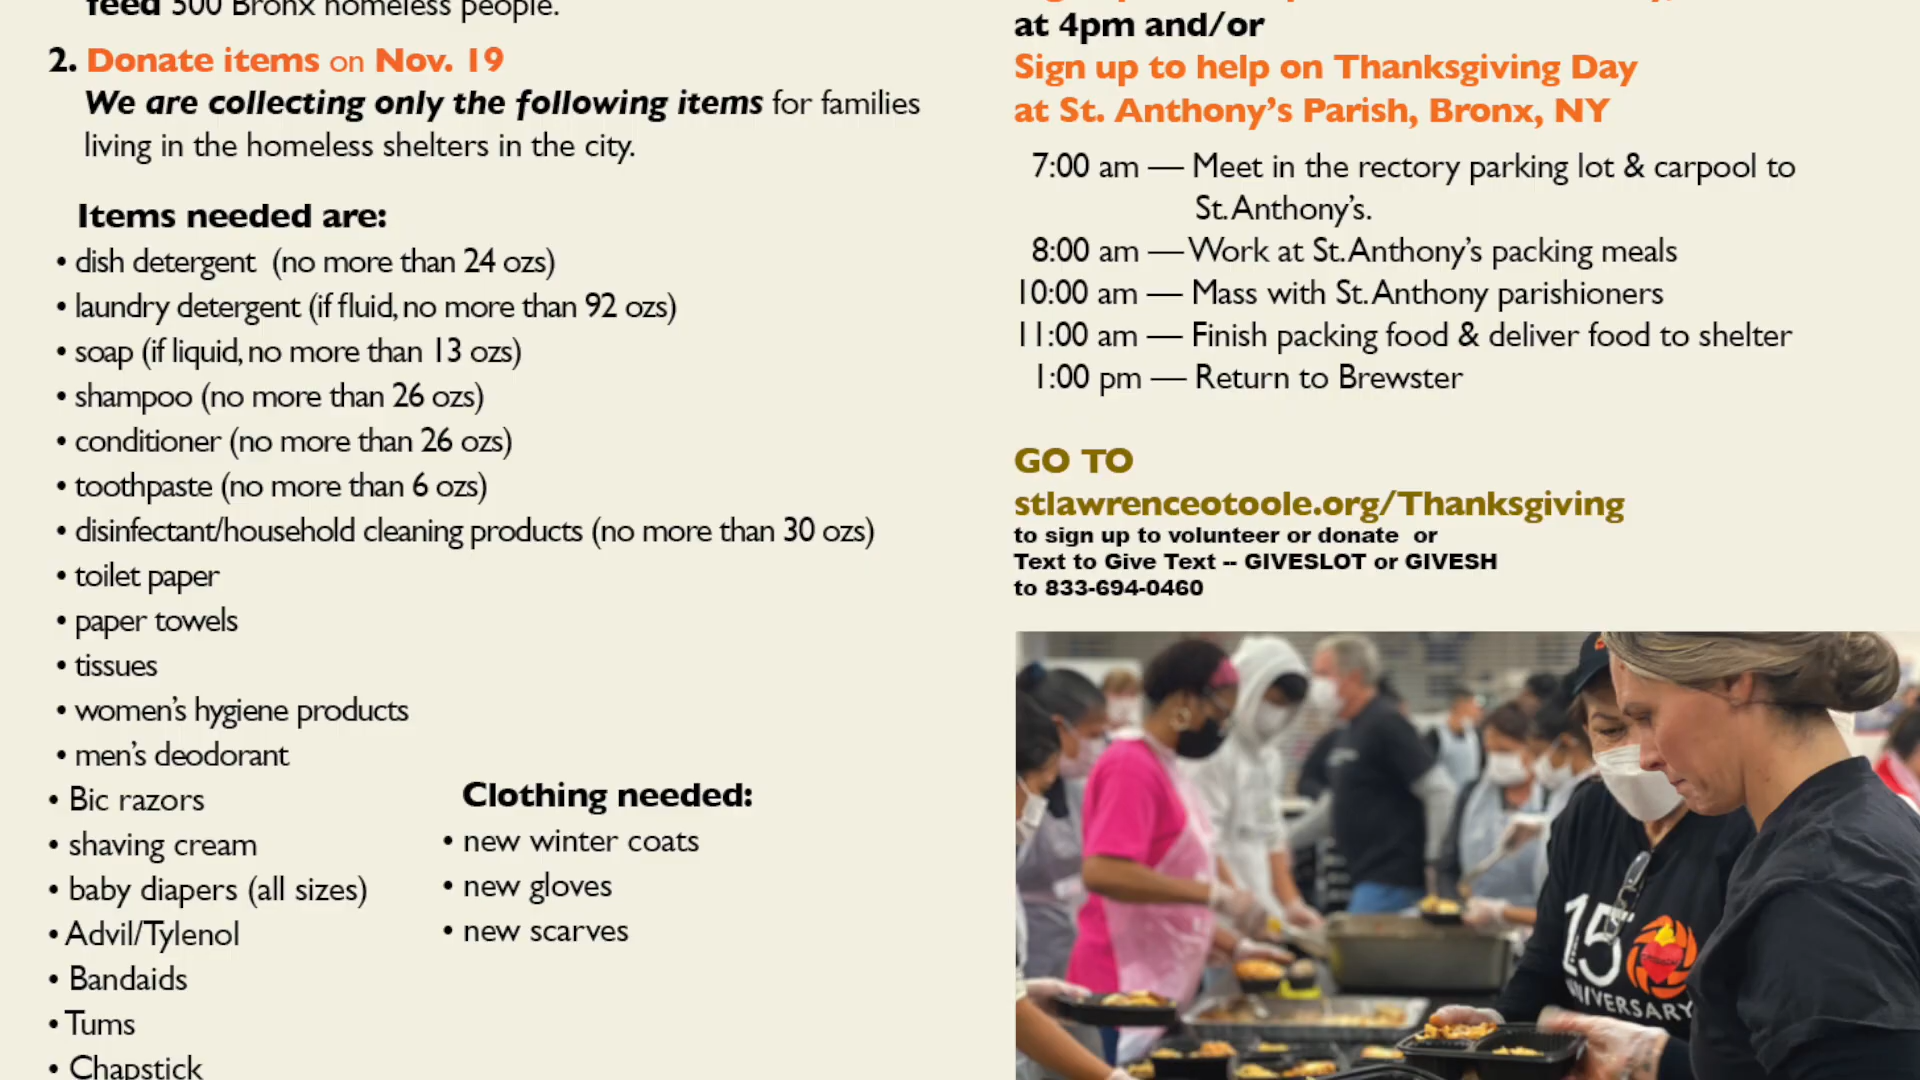 feed 500 Bronx homeless people.
2. Donate items on Nov. 19
We are collecting only the following items for families
living in the homeless shelters in the city.
Items needed are:
• dish detergent (no more than 24 ozs)
• laundry detergent (if fluid, no more than 92 ozs)
• soap (if liquid, no more than 13 ozs)
• shampoo (no more than 26 ozs)
• conditioner (no more than 26 ozs)
• toothpaste (no more than 6 ozs)
• disinfectant/household cleaning products (no more than 30 ozs)
• toilet paper
• paper towels
• tissues
• women's hygiene products
• men's deodorant
• Bic razors
• shaving cream
• baby diapers (all sizes)
• Advil/Tylenol
• Bandaids
• Tums
• Chapstick
Clothing needed:
• new winter coats
• new gloves
• new scarves
at 4pm and/or
Sign up to help on Thanksgiving Day
at St. Anthony's Parish, Bronx, NY
7:00 am — Meet in the rectory parking lot & carpool to
St. Anthony's.
8:00 am — Work at St. Anthony's packing meals
10:00 am — Mass with St. Anthony parishioners
11:00 am — Finish packing food & deliver food to shelter
1:00 pm — Return to Brewster
GO TO
stlawrenceotoole.org/Thanksgiving
to sign up to volunteer or donate or
Text to Give Text -- GIVESLOT or GIVESH
to 833-694-0460
15